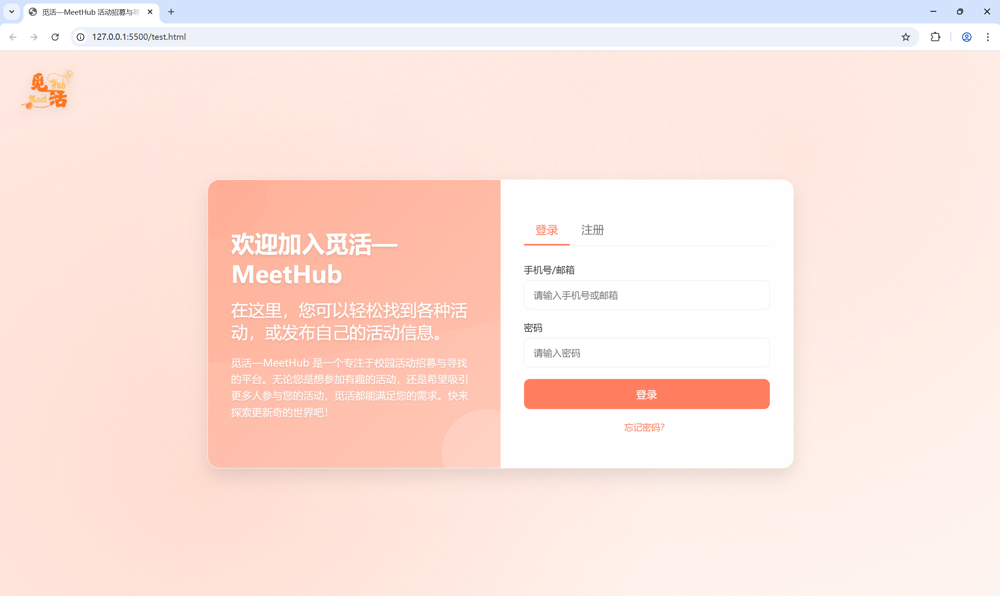 觅活—MeetHub 活动招募与寻
127.0.0.1:5500/test.html
觅 Hub
Meet 活
欢迎加入觅活—
MeetHub
在这里，您可以轻松找到各种活
动，或发布自己的活动信息。
觅活—MeetHub 是一个专注于校园活动招募与寻找
的平台。无论您是想参加有趣的活动，还是希望吸引
更多人参与您的活动，觅活都能满足您的需求。快来
探索更新奇的世界吧！
登录 注册
手机号/邮箱
请输入手机号或邮箱
密码
请输入密码
登录
忘记密码？